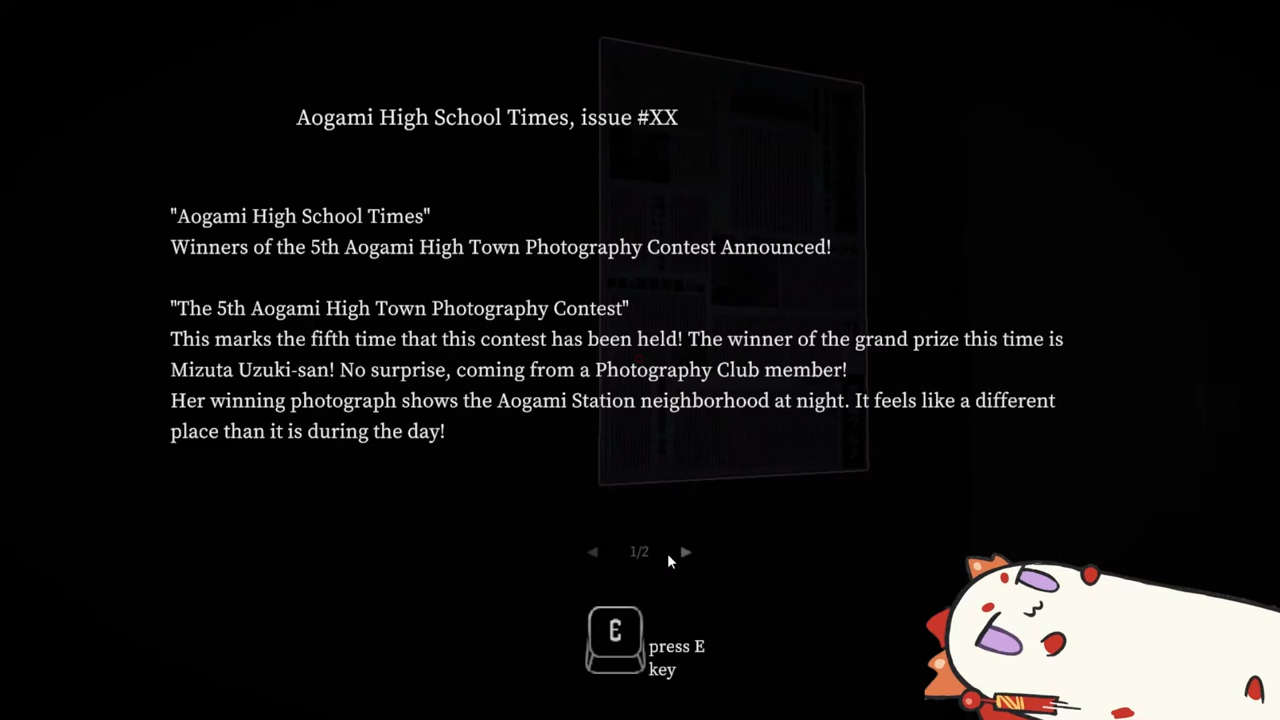 Aogami High School Times, issue #XX
"Aogami High School Times"
Winners of the 5th Aogami High Town Photography Contest Announced!
"The 5th Aogami High Town Photography Contest"
This marks the fifth time that this contest has been held! The winner of the grand prize this time is
Mizuta Uzuki-san! No surprise, coming from a Photography Club member!
Her winning photograph shows the Aogami Station neighborhood at night. It feels like a different
place than it is during the day!
1/2
E
press E
key